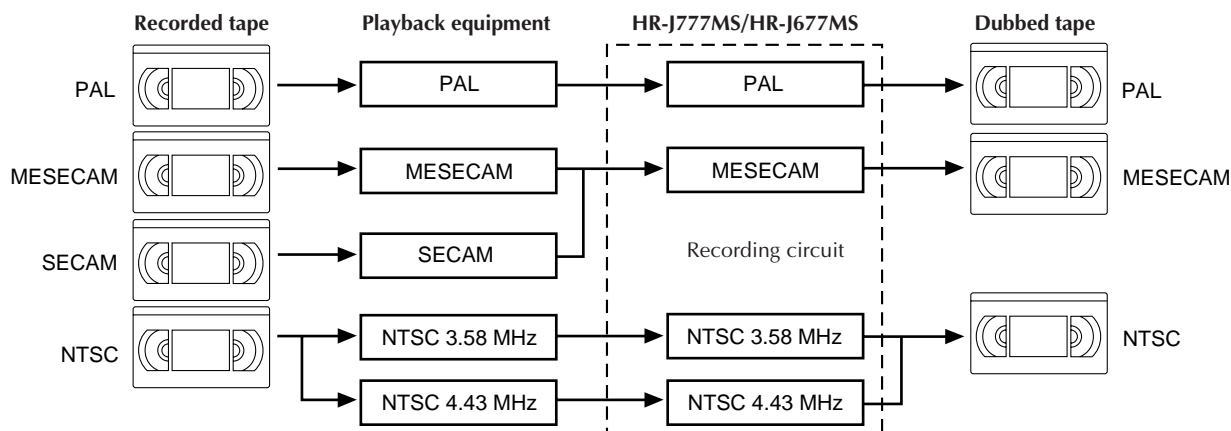 Recorded tape Playback equipment HR-J777MS/HR-J677MS Dubbed tape
PAL PAL PAL PAL
MESECAM MESECAM MESECAM MESECAM
SECAM SECAM Recording circuit
NTSC NTSC 3.58 MHz NTSC 3.58 MHz NTSC
NTSC 4.43 MHz NTSC 4.43 MHz